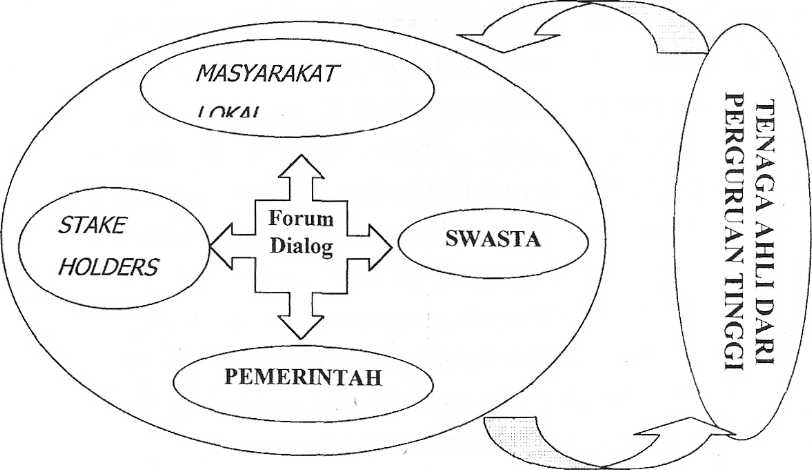 MASYARAKAT
LOKAL
STAKE
HOLDERS
Forum
Dialog
SWASTA
PEMERINTAH
TENAGA AHLI DARI
PERGURUAN TINGGI